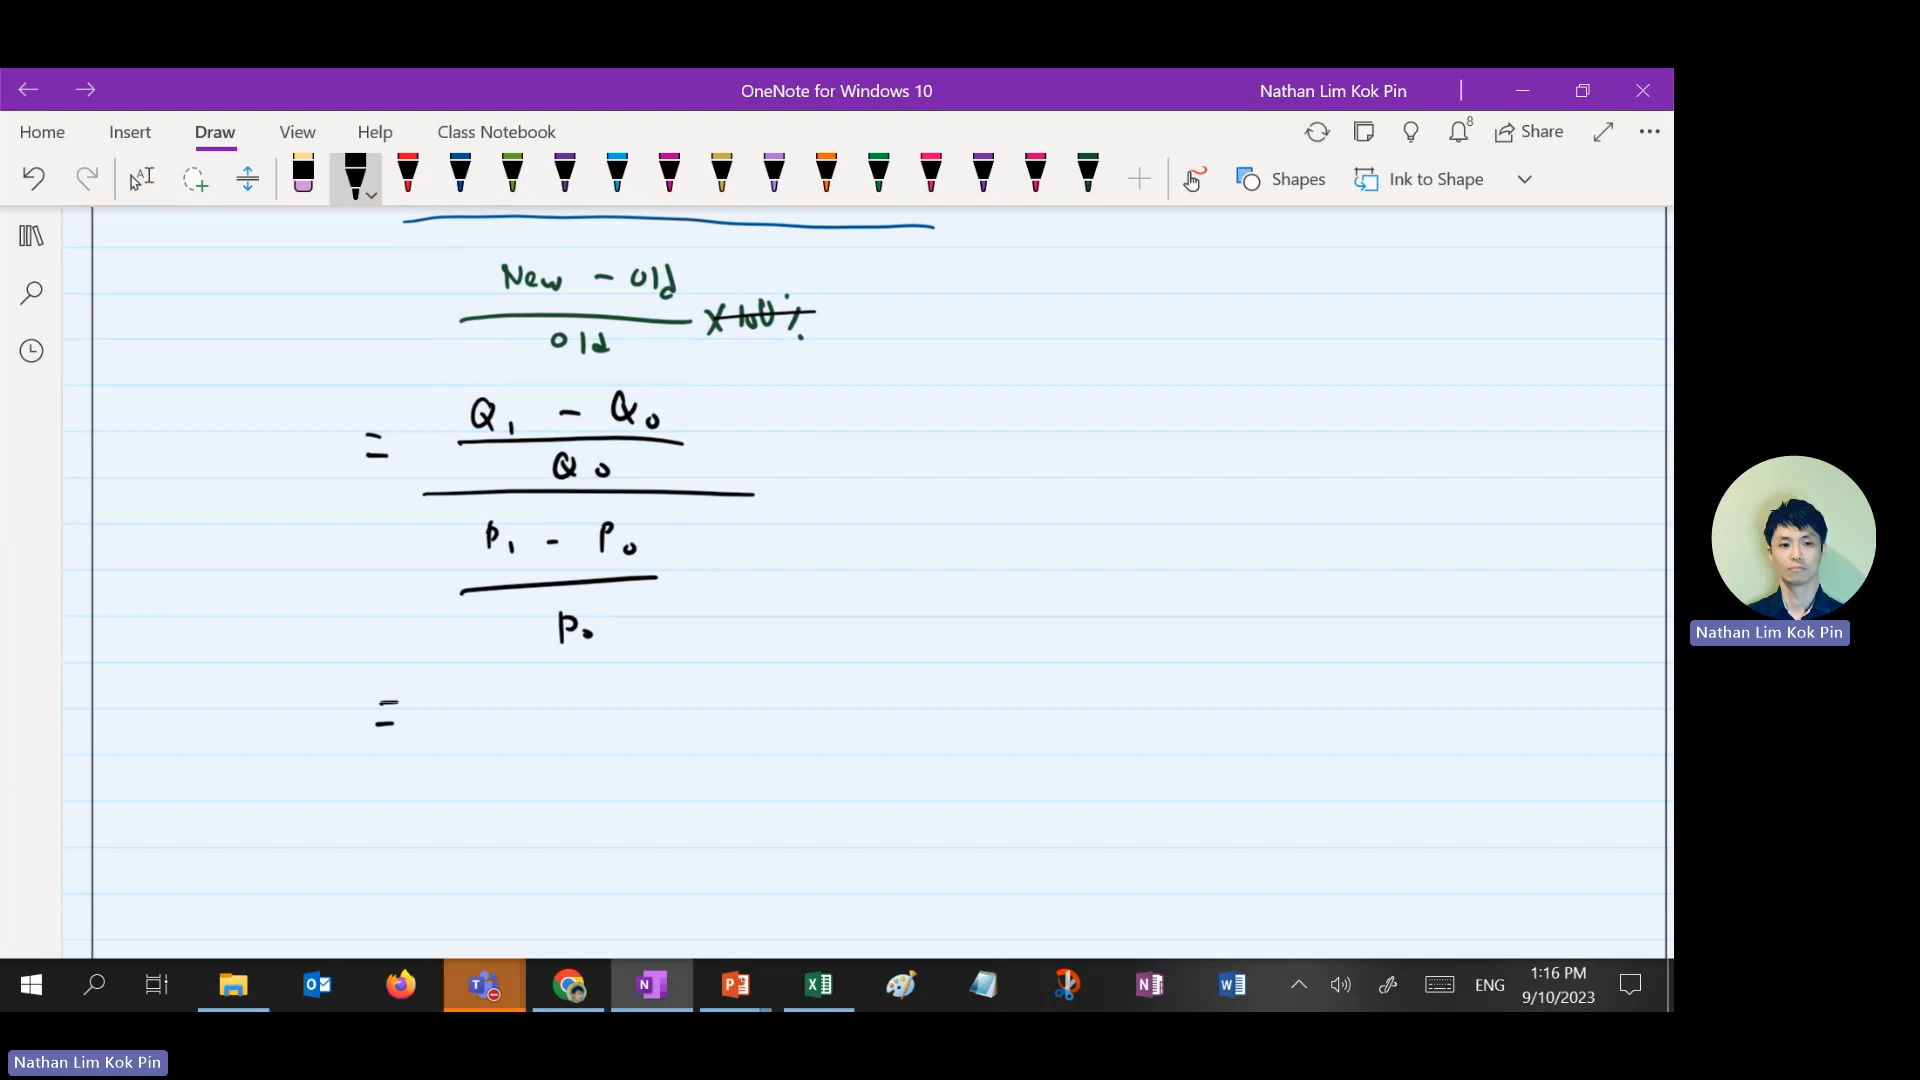 OneNote for Windows 10
Nathan Lim Kok Pin
Home Insert Draw View Help Class Notebook
8
Share
Shapes
Ink to Shape
New - Old
Old
x 100%
= Q1 - Q0
Q0
P1 - P0
P0
=
Nathan Lim Kok Pin
ENG
1:16 PM
9/10/2023
Nathan Lim Kok Pin